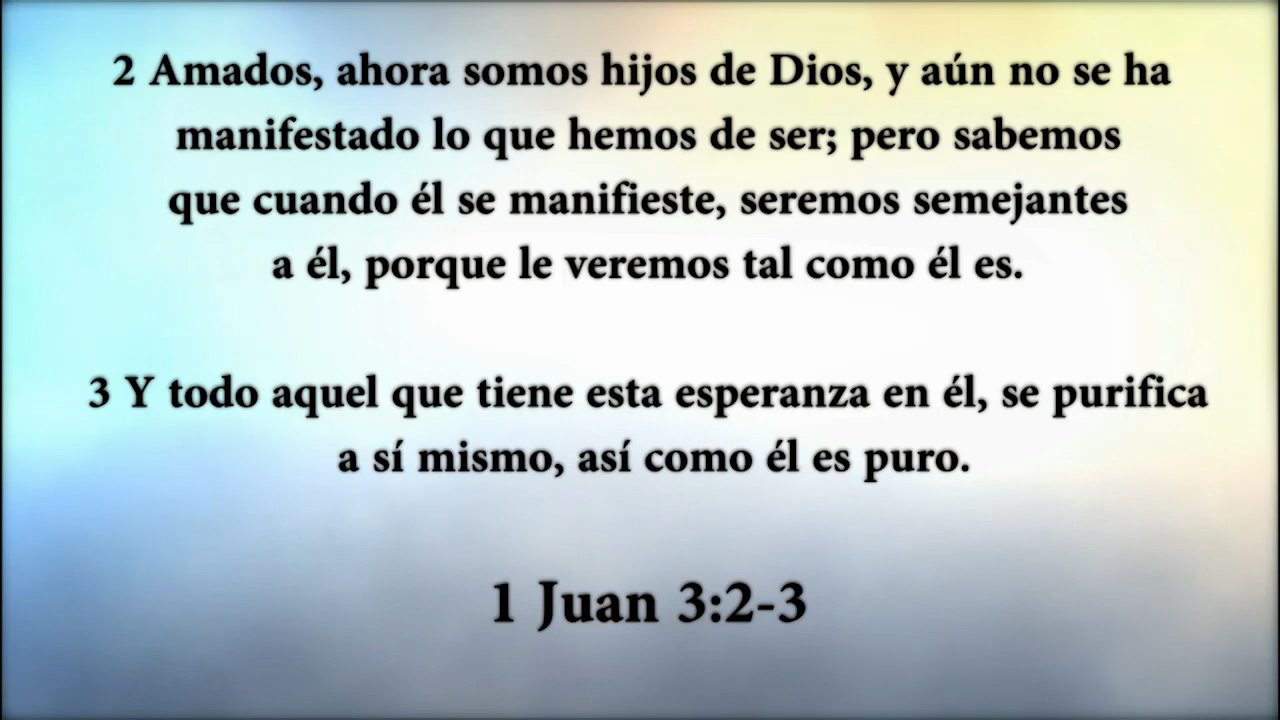 2 Amados, ahora somos hijos de Dios, y aún no se ha
manifestado lo que hemos de ser; pero sabemos
que cuando él se manifieste, seremos semejantes
a él, porque le veremos tal como él es.
3 Y todo aquel que tiene esta esperanza en él, se purifica
a sí mismo, así como él es puro.
1 Juan 3:2-3